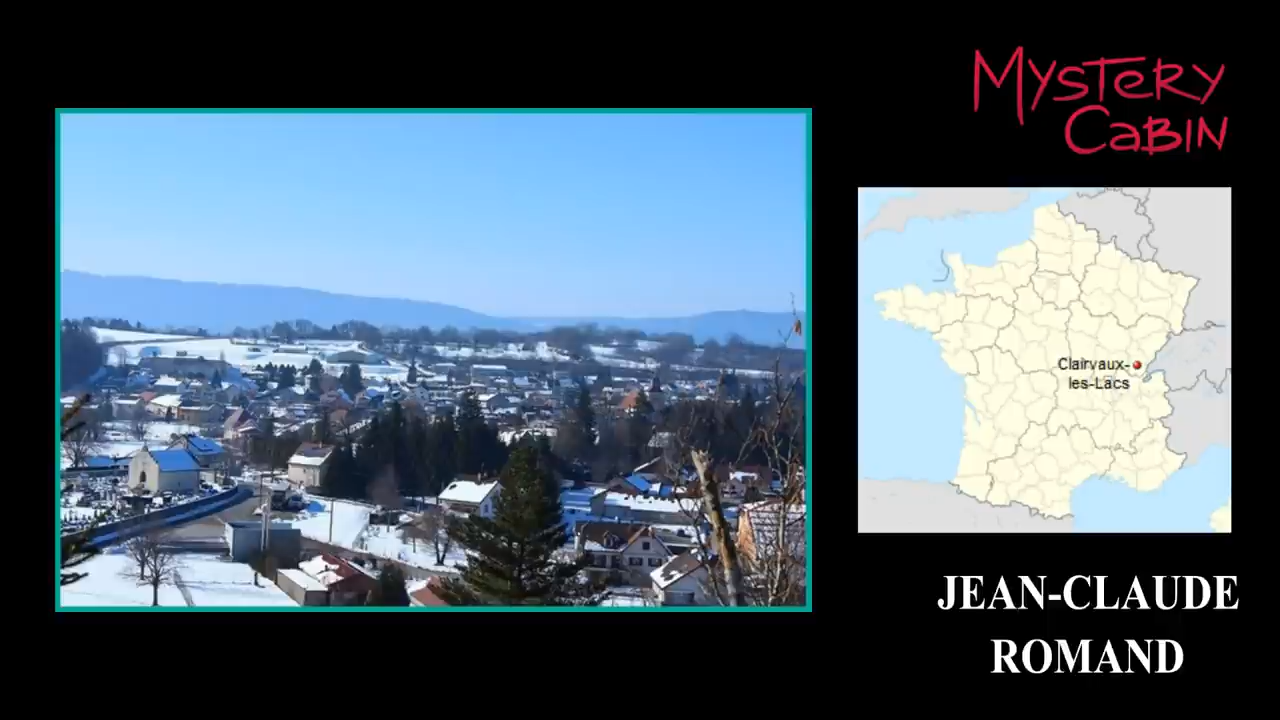 MYSTERY
CABIN
Clairvaux-
les-Lacs
JEAN-CLAUDE
ROMAND